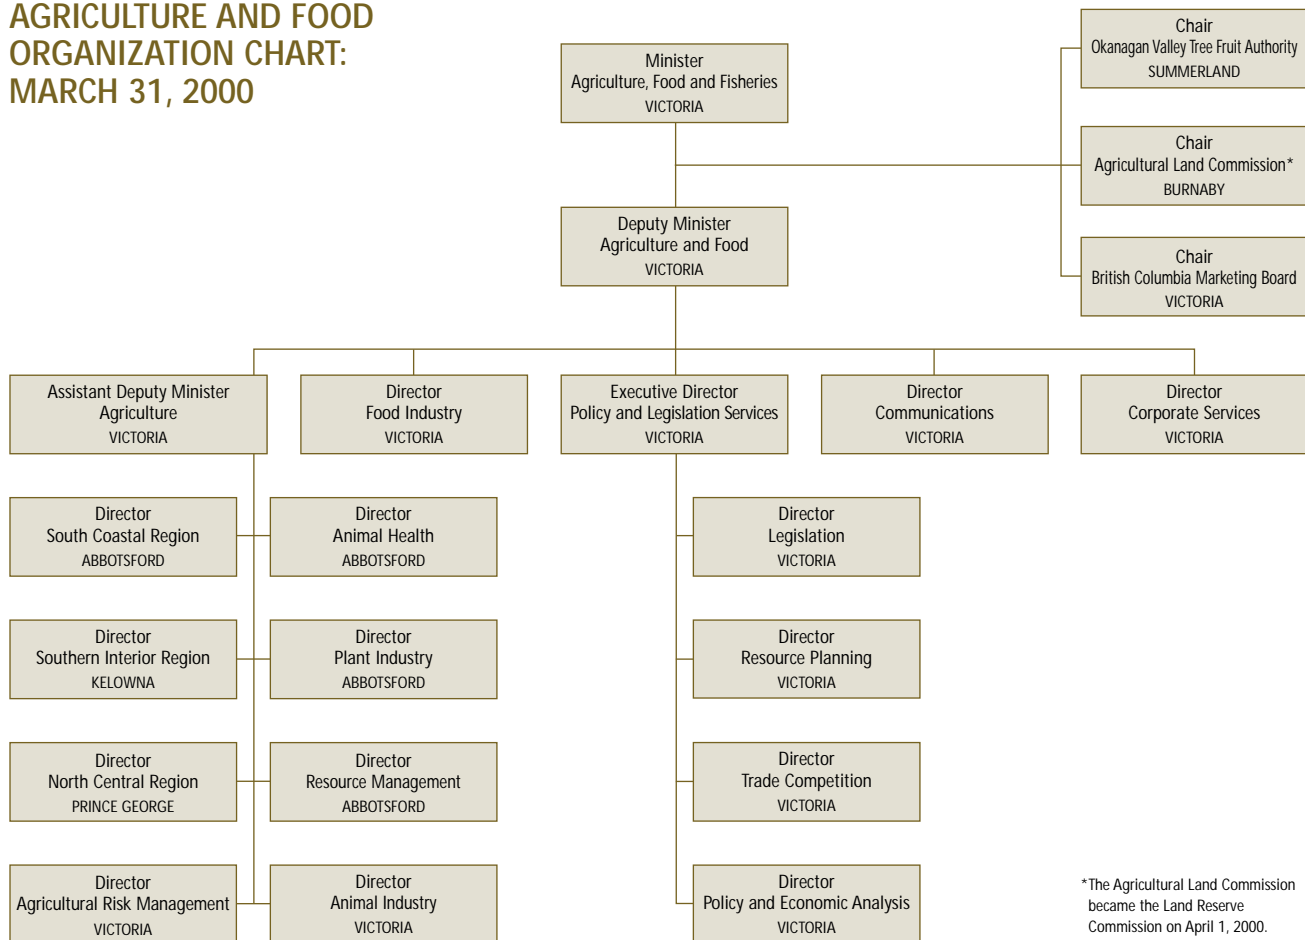 AGRICULTURE AND FOOD
ORGANIZATION CHART:
MARCH 31, 2000
Minister
Agriculture, Food and Fisheries
VICTORIA
Chair
Okanagan Valley Tree Fruit Authority
SUMMERLAND
Chair
Agricultural Land Commission*
BURNABY
Chair
British Columbia Marketing Board
VICTORIA
Deputy Minister
Agriculture and Food
VICTORIA
Assistant Deputy Minister
Agriculture
VICTORIA
Director
Food Industry
VICTORIA
Executive Director
Policy and Legislation Services
VICTORIA
Director
Communications
VICTORIA
Director
Corporate Services
VICTORIA
Director
South Coastal Region
ABBOTSFORD
Director
Animal Health
ABBOTSFORD
Director
Legislation
VICTORIA
Director
Southern Interior Region
KELOWNA
Director
Plant Industry
ABBOTSFORD
Director
Resource Planning
VICTORIA
Director
North Central Region
PRINCE GEORGE
Director
Resource Management
ABBOTSFORD
Director
Trade Competition
VICTORIA
Director
Agricultural Risk Management
VICTORIA
Director
Animal Industry
VICTORIA
Director
Policy and Economic Analysis
VICTORIA
*The Agricultural Land Commission
became the Land Reserve
Commission on April 1, 2000.